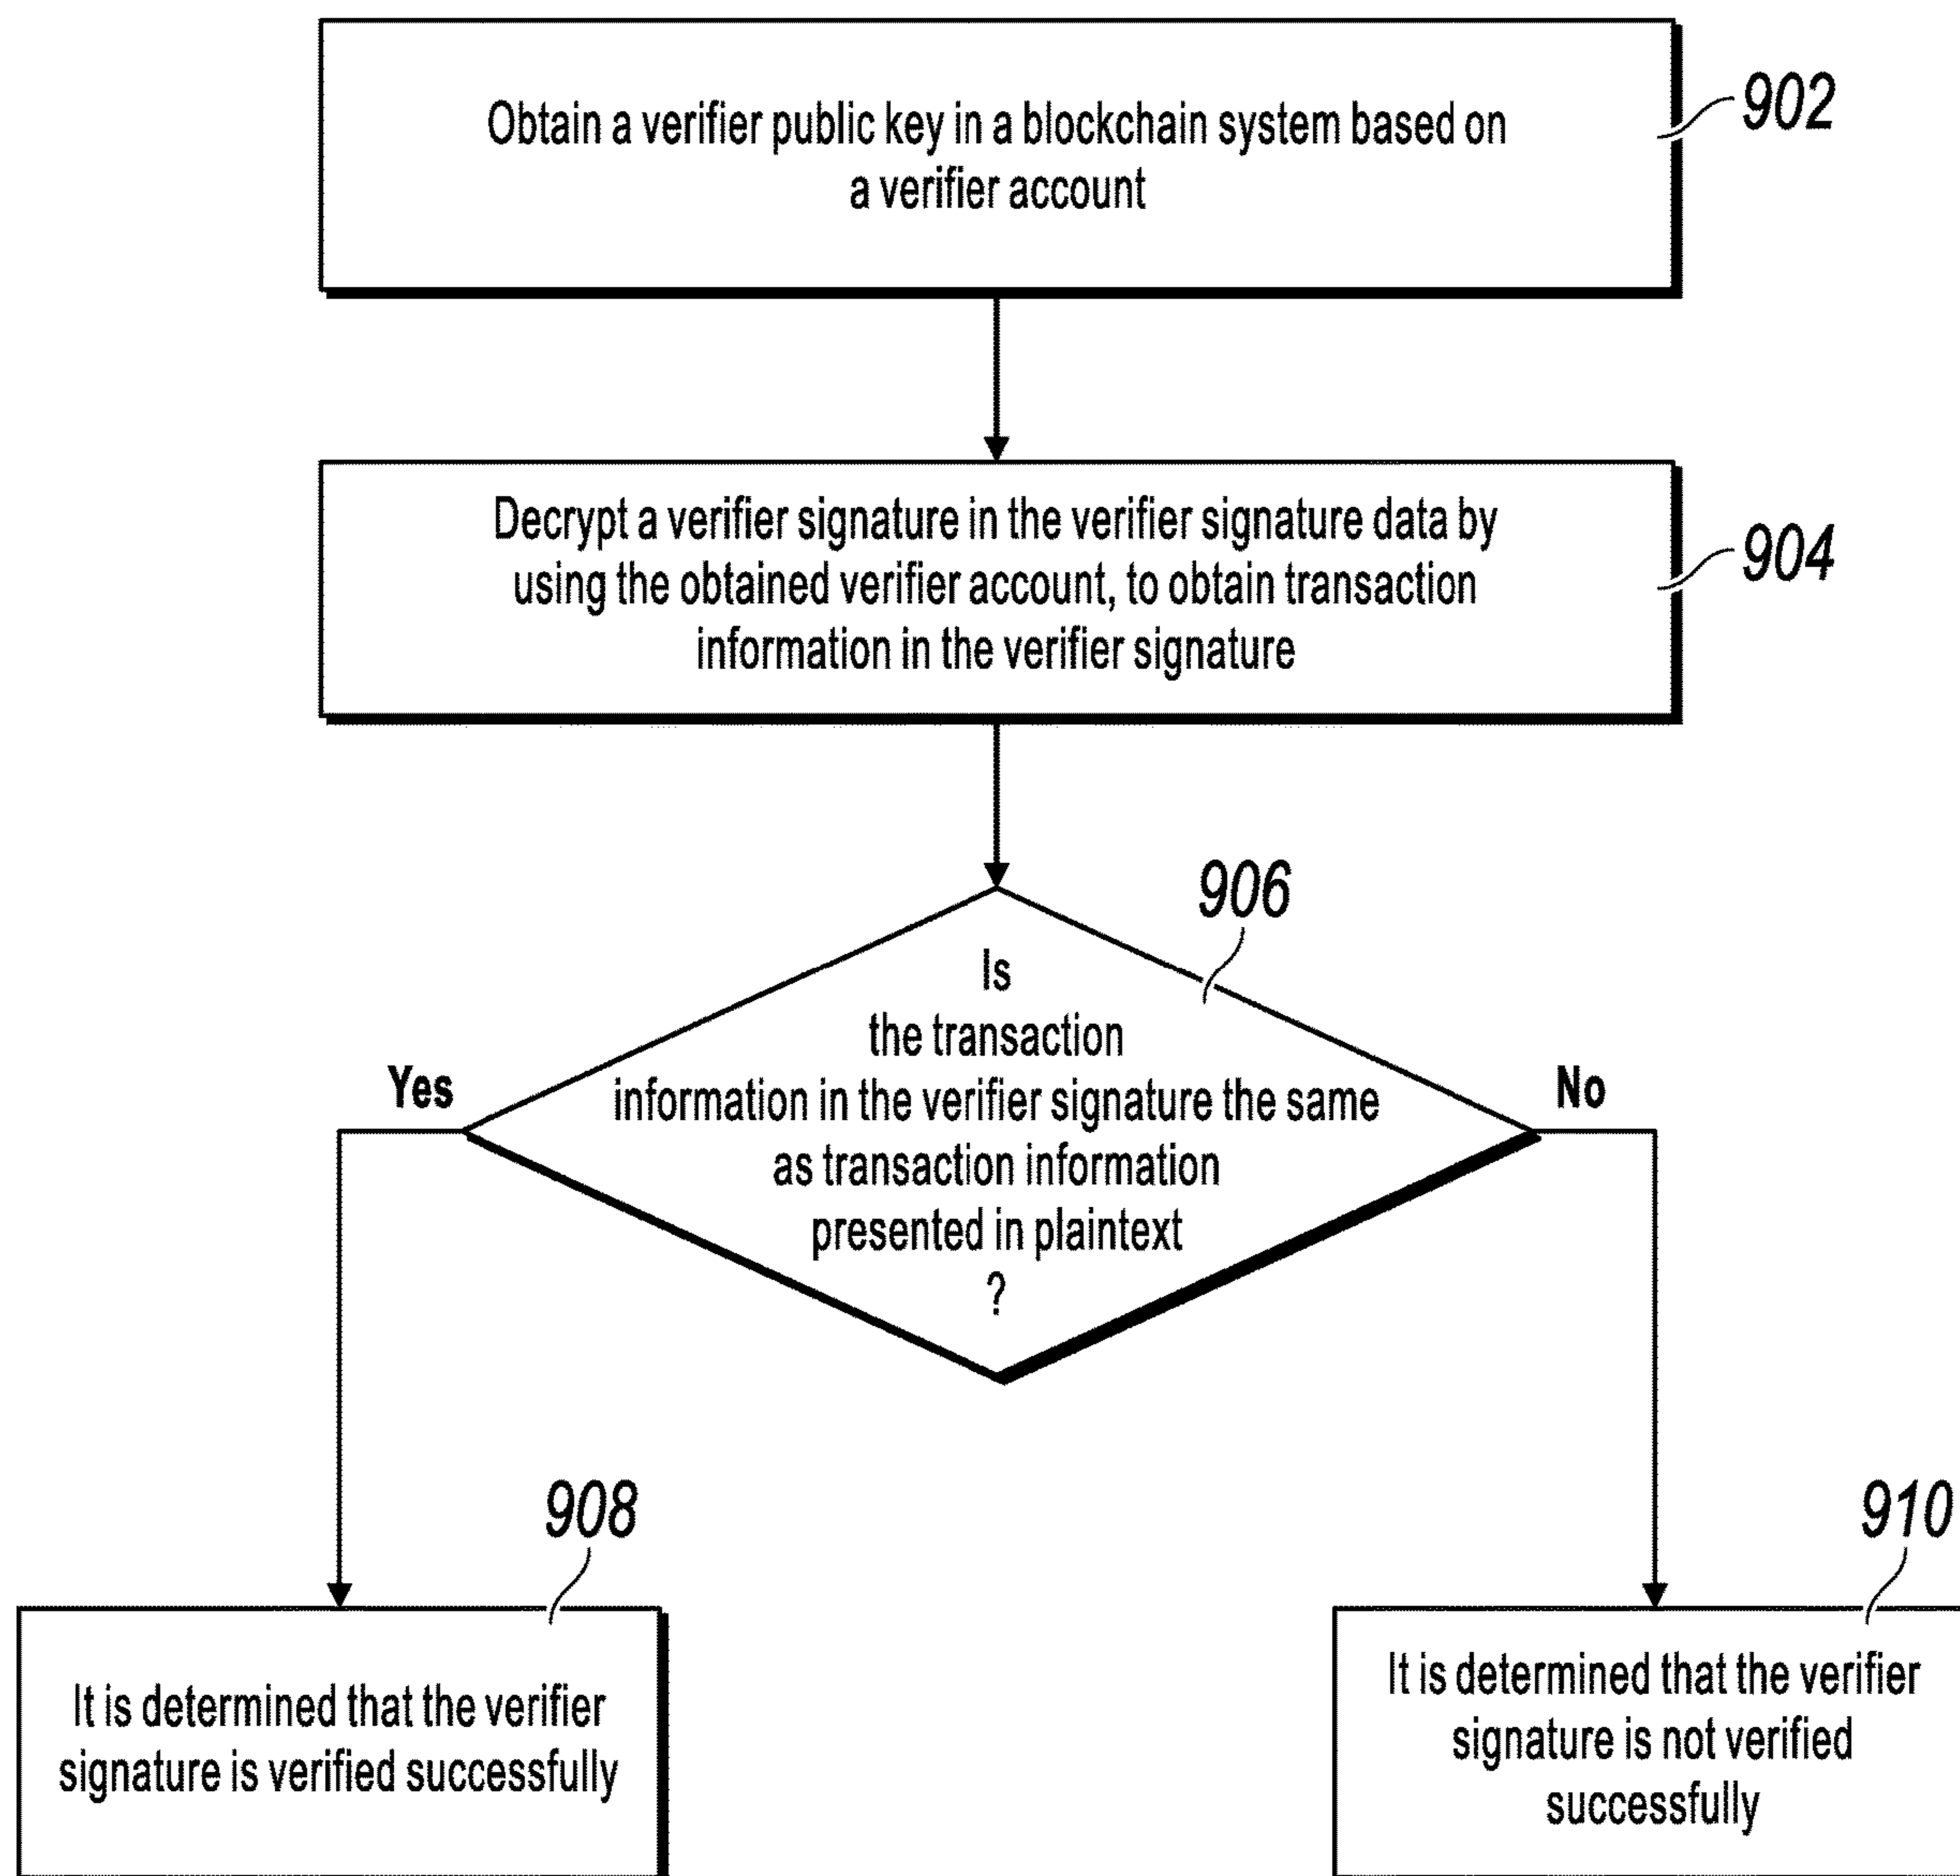 Obtain a verifier public key in a blockchain system based on
a verifier account
902
Decrypt a verifier signature in the verifier signature data by
using the obtained verifier account, to obtain transaction
information in the verifier signature
904
906
Is
the transaction
information in the verifier signature the same
as transaction information
presented in plaintext
?
Yes
No
908
It is determined that the verifier
signature is verified successfully
910
It is determined that the verifier
signature is not verified
successfully